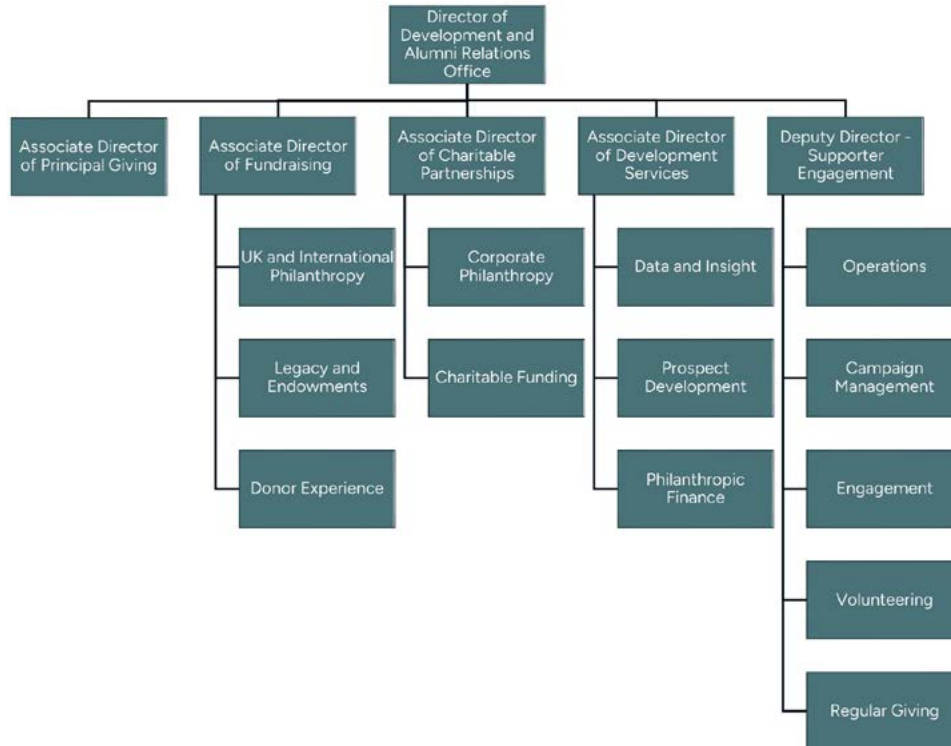 Director of
Development and
Alumni Relations
Office
Associate Director
of Principal Giving
Associate Director
of Fundraising
Associate Director
of Charitable
Partnerships
Associate Director
of Development
Services
Deputy Director -
Supporter
Engagement
UK and International
Philanthropy
Legacy and
Endowments
Donor Experience
Corporate
Philanthropy
Charitable Funding
Data and Insight
Prospect
Development
Philanthropic
Finance
Operations
Campaign
Management
Engagement
Volunteering
Regular Giving